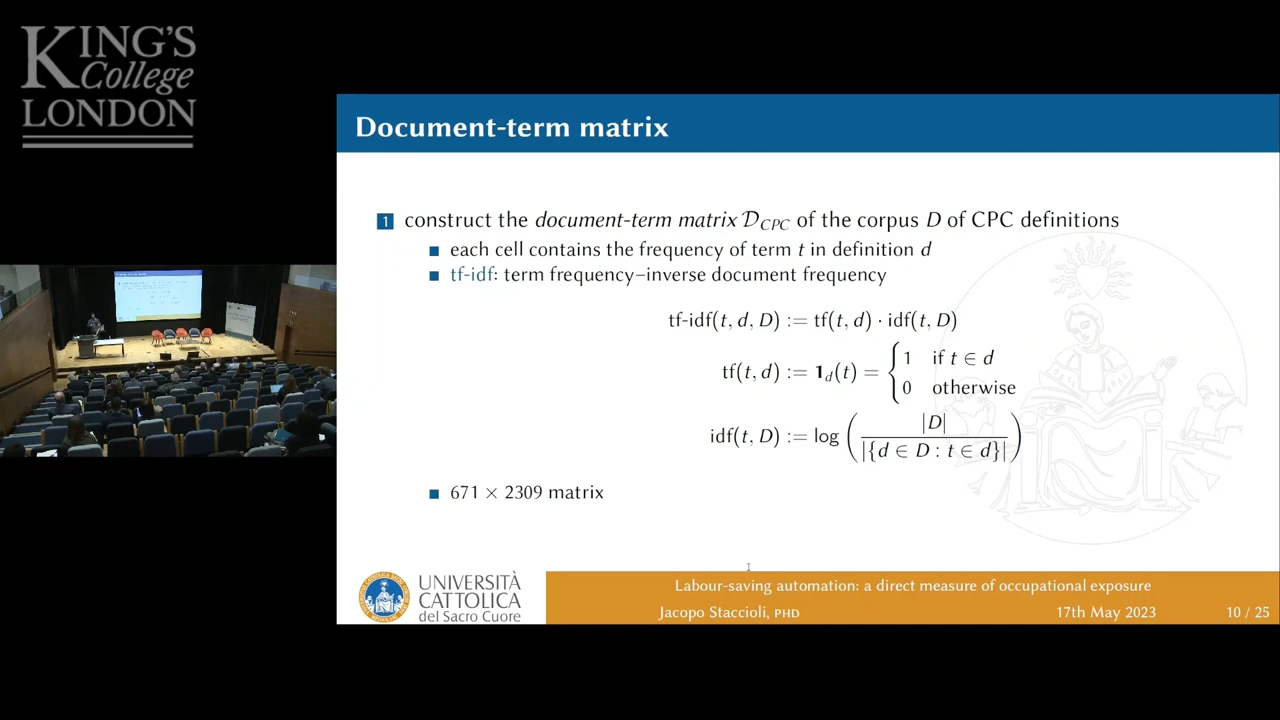 KING'S
College
LONDON
Document-term matrix
1 construct the document-term matrix 𝒟_CPC of the corpus D of CPC definitions
■ each cell contains the frequency of term t in definition d
■ tf-idf: term frequency–inverse document frequency
tf-idf(t, d, D) := tf(t, d) · idf(t, D)
tf(t, d) := 𝟏_d(t) = { 1 if t ∈ d
0 otherwise
idf(t, D) := log ( |D| / |{d ∈ D : t ∈ d}| )
■ 671 × 2309 matrix
UNIVERSITÀ
CATTOLICA
del Sacro Cuore
Labour-saving automation: a direct measure of occupational exposure
Jacopo Staccioli, PHD 17th May 2023 10 / 25